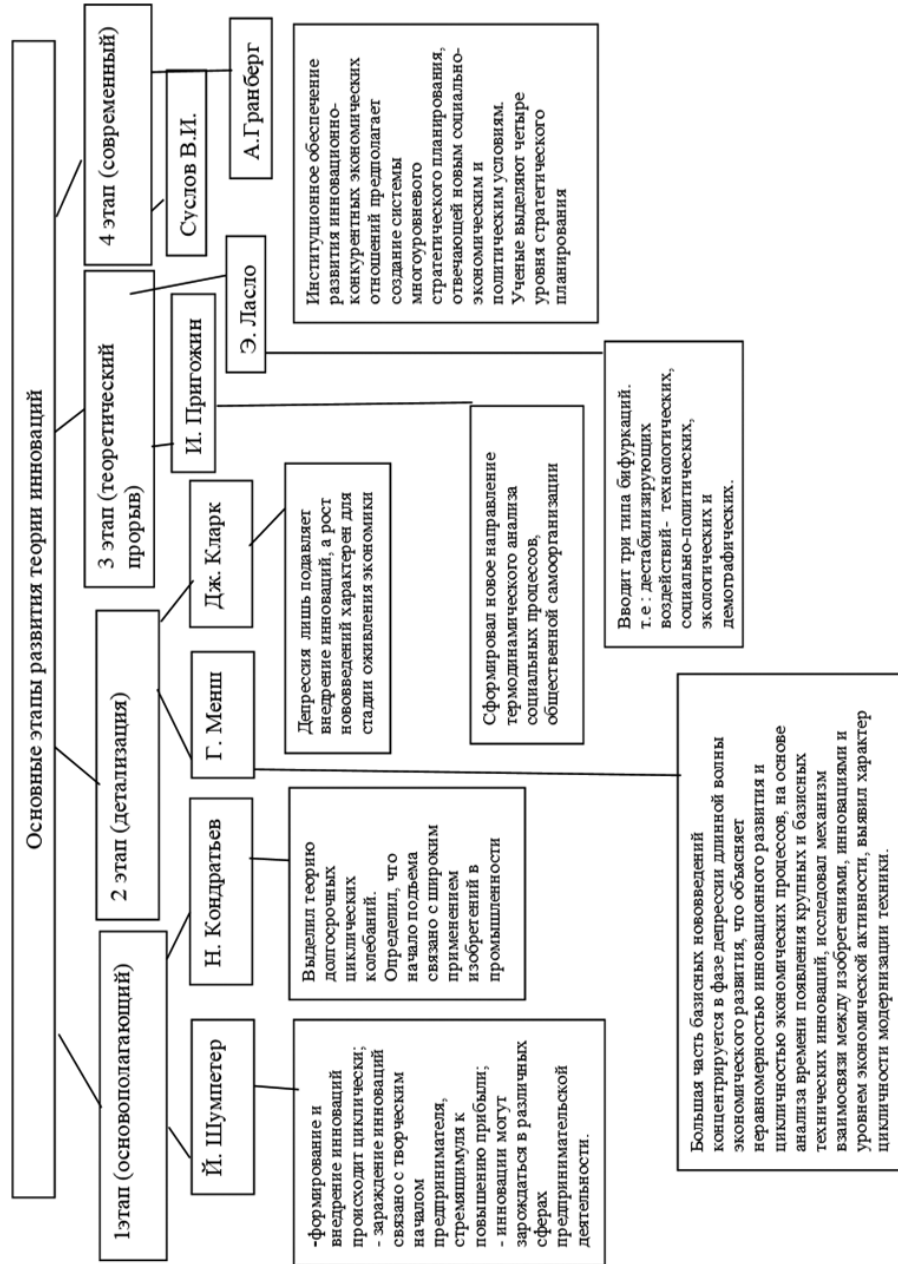 Основные этапы развития теории инноваций
1этап (основополагающий)
2 этап (детализация)
3 этап (теоретический
прорыв)
4 этап (современный)
Й. Шумпетер
Н. Кондратьев
Г. Менш
Дж. Кларк
И. Пригожин
Э. Ласло
Суслов В.И.
А.Гранберг
-формирование и
внедрение инноваций
происходит циклически;
- зараждение инноваций
связано с творческим
началом
предпринимателя,
стремящимуля к
повышению прибыли;
- инновации могут
зарождаться в различных
сферах
предпринимательской
деятельности.
Выделил теорию
долгосрочных
циклических
колебаний.
Определил, что
начало подъема
связано с широким
применением
изобретений в
промышленности
Депрессия лишь подавляет
внедрение инноваций, а рост
нововведений характерен для
стадии оживления экономики
Институционное обеспечение
развития инновационно-
конкурентных экономических
отношений предполагает
создание системы
многоуровневого
стратегического планирования,
отвечающей новым социально-
экономическим и
политическим условиям.
Ученые выделяют четыре
уровня стратегического
планирования
Сформировал новое направление
термодинамического анализа
социальных процессов,
общественной самоорганизации
Вводит три типа бифуркаций.
т.е : дестабилизирующих
воздействий- технологических,
социально-политических,
экологических и
демографических.
Большая часть базисных нововведений
концентрируется в фазе депрессии длинной волны
экономического развития, что объясняет
неравномерностью инновационного развития и
цикличностью экономических процессов, на основе
анализа времени появления крупных и базисных
технических инноваций, исследовал механизм
взаимосвязи между изобретениями, инновациями и
уровнем экономической активности, выявил характер
цикличности модернизации техники.